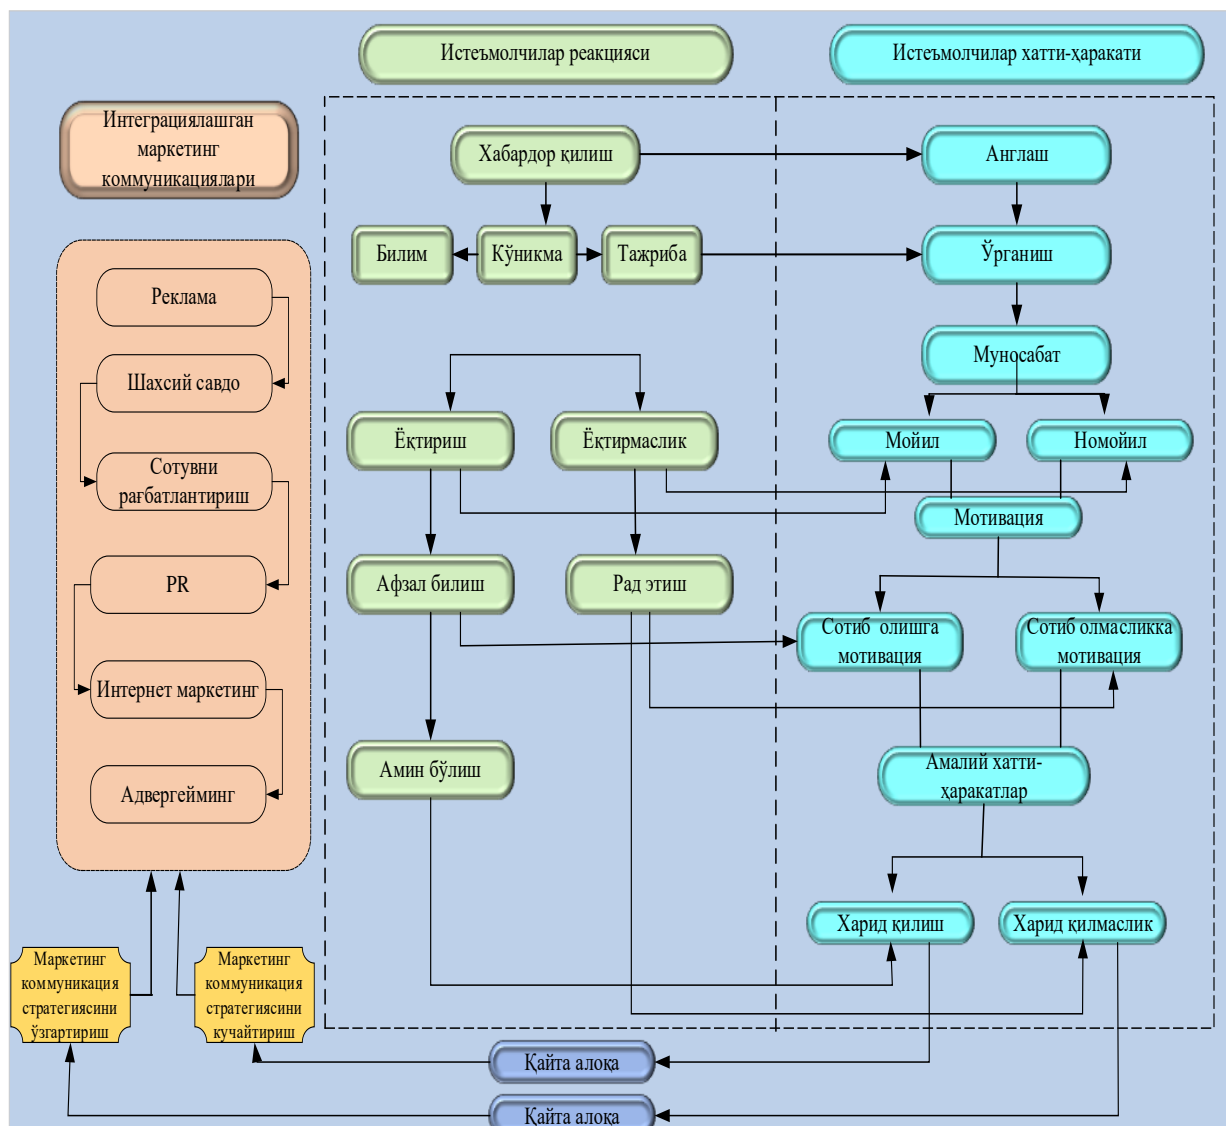 Истеъмолчилар реакцияси
Истеъмолчилар хатти-ҳаракати
Интеграциялашган
маркетинг
коммуникациялари
Хабардор қилиш
Англаш
Билим
Кўникма
Тажриба
Ўрганиш
Реклама
Муносабат
Шахсий савдо
Ёқтириш
Ёқтирмаслик
Мойил
Номойил
Сотувни
рағбатлантириш
Мотивация
PR
Афзал билиш
Рад этиш
Сотиб олишга
мотивация
Сотиб олмасликка
мотивация
Интернет маркетинг
Амин бўлиш
Амалий хатти-
ҳаракатлар
Адвергейминг
Харид қилиш
Харид қилмаслик
Маркетинг
коммуникация
стратегиясини
ўзгартириш
Маркетинг
коммуникация
стратегиясини
кучайтириш
Қайта алоқа
Қайта алоқа